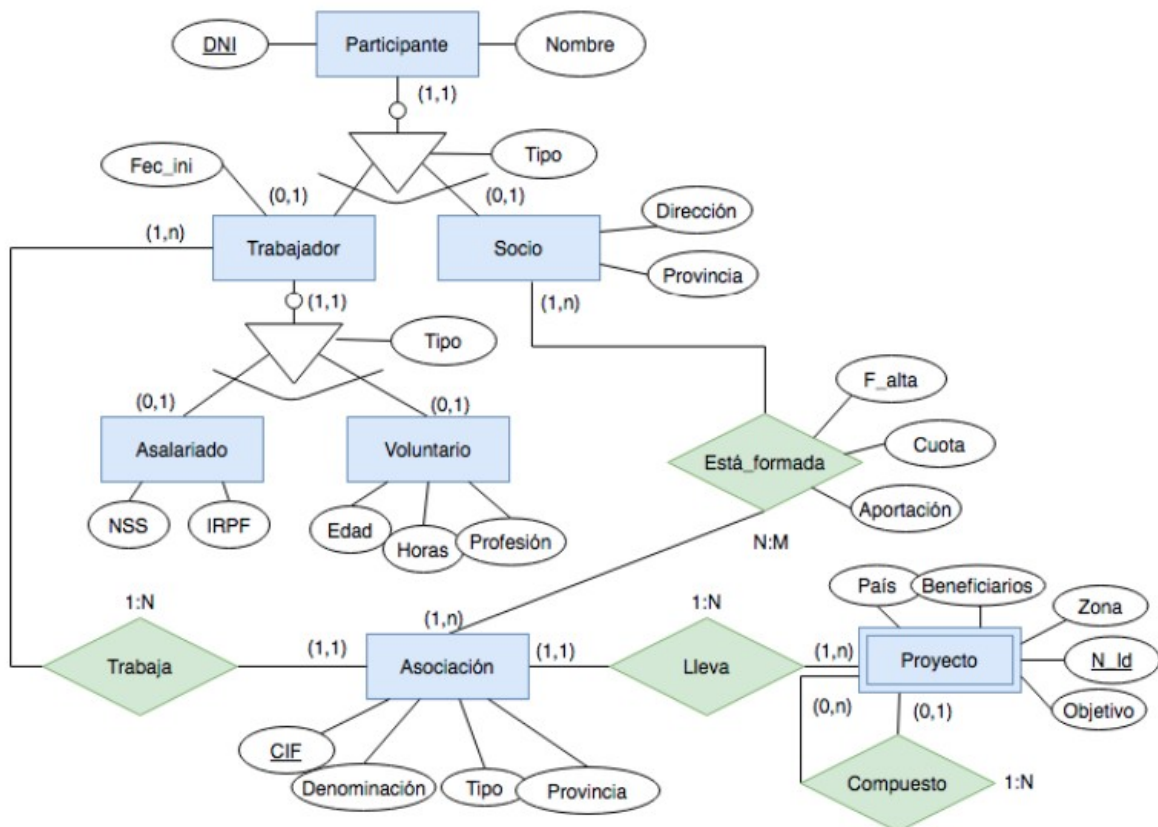 DNI
Participante
Nombre
(1,1)
Tipo
Fec_ini
(0,1)
(0,1)
Dirección
(1,n)
Trabajador
Socio
Provincia
(1,1)
(1,n)
Tipo
F_alta
(0,1)
(0,1)
Cuota
Asalariado
Voluntario
Está_formada
NSS
IRPF
Edad
Horas
Profesión
Aportación
N:M
País
Beneficiarios
1:N
1:N
Zona
(1,n)
Trabaja
(1,1)
Asociación
(1,1)
Lleva
(1,n)
Proyecto
N_Id
(0,n)
(0,1)
Objetivo
CIF
Denominación
Tipo
Provincia
Compuesto
1:N